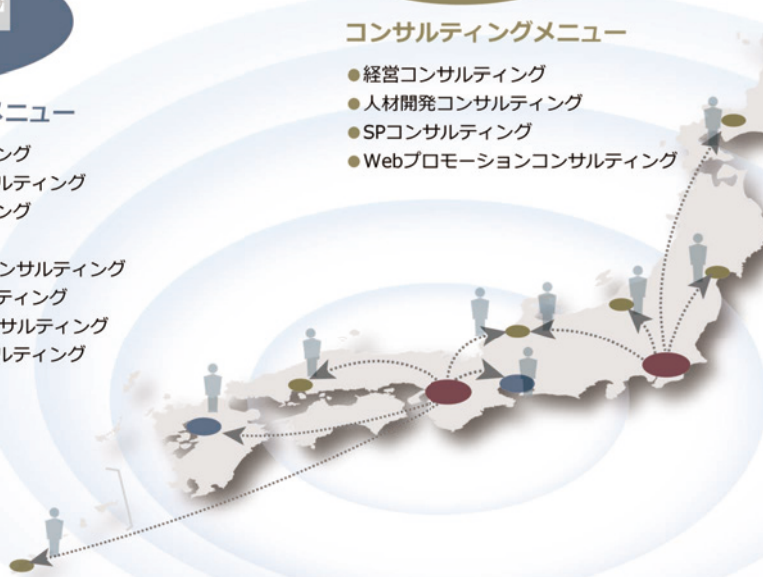 コンサルティングメニュー
●経営コンサルティング
●人材開発コンサルティング
●SPコンサルティング
●Webプロモーションコンサルティング
ニュー
ング
ルティング
ング
ンサルティング
ティング
サルティング
ルティング